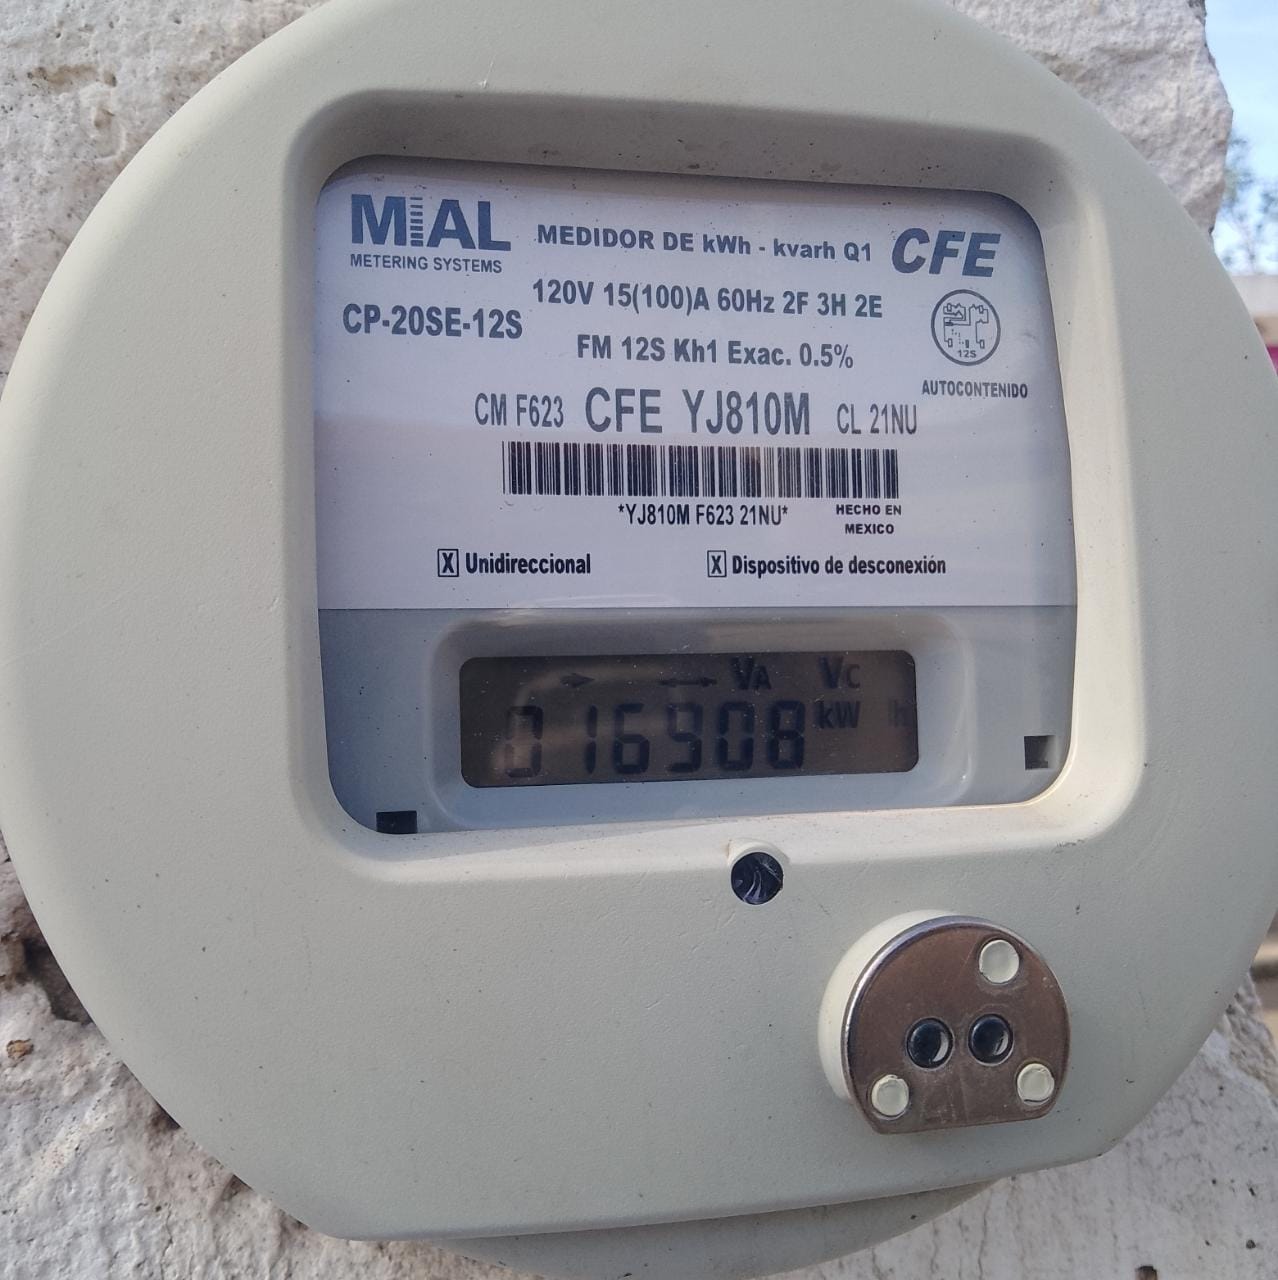 MIAL
METERING SYSTEMS
MEDIDOR DE kWh - kvarh Q1
CFE
120V 15(100)A 60Hz 2F 3H 2E
CP-20SE-12S
FM 12S Kh1 Exac. 0.5%
12S
AUTOCONTENIDO
CM F623 CFE YJ810M CL 21NU
*YJ810M F623 21NU*
HECHO EN
MEXICO
X Unidireccional
X Dispositivo de desconexión
VA VC
016908 kW h